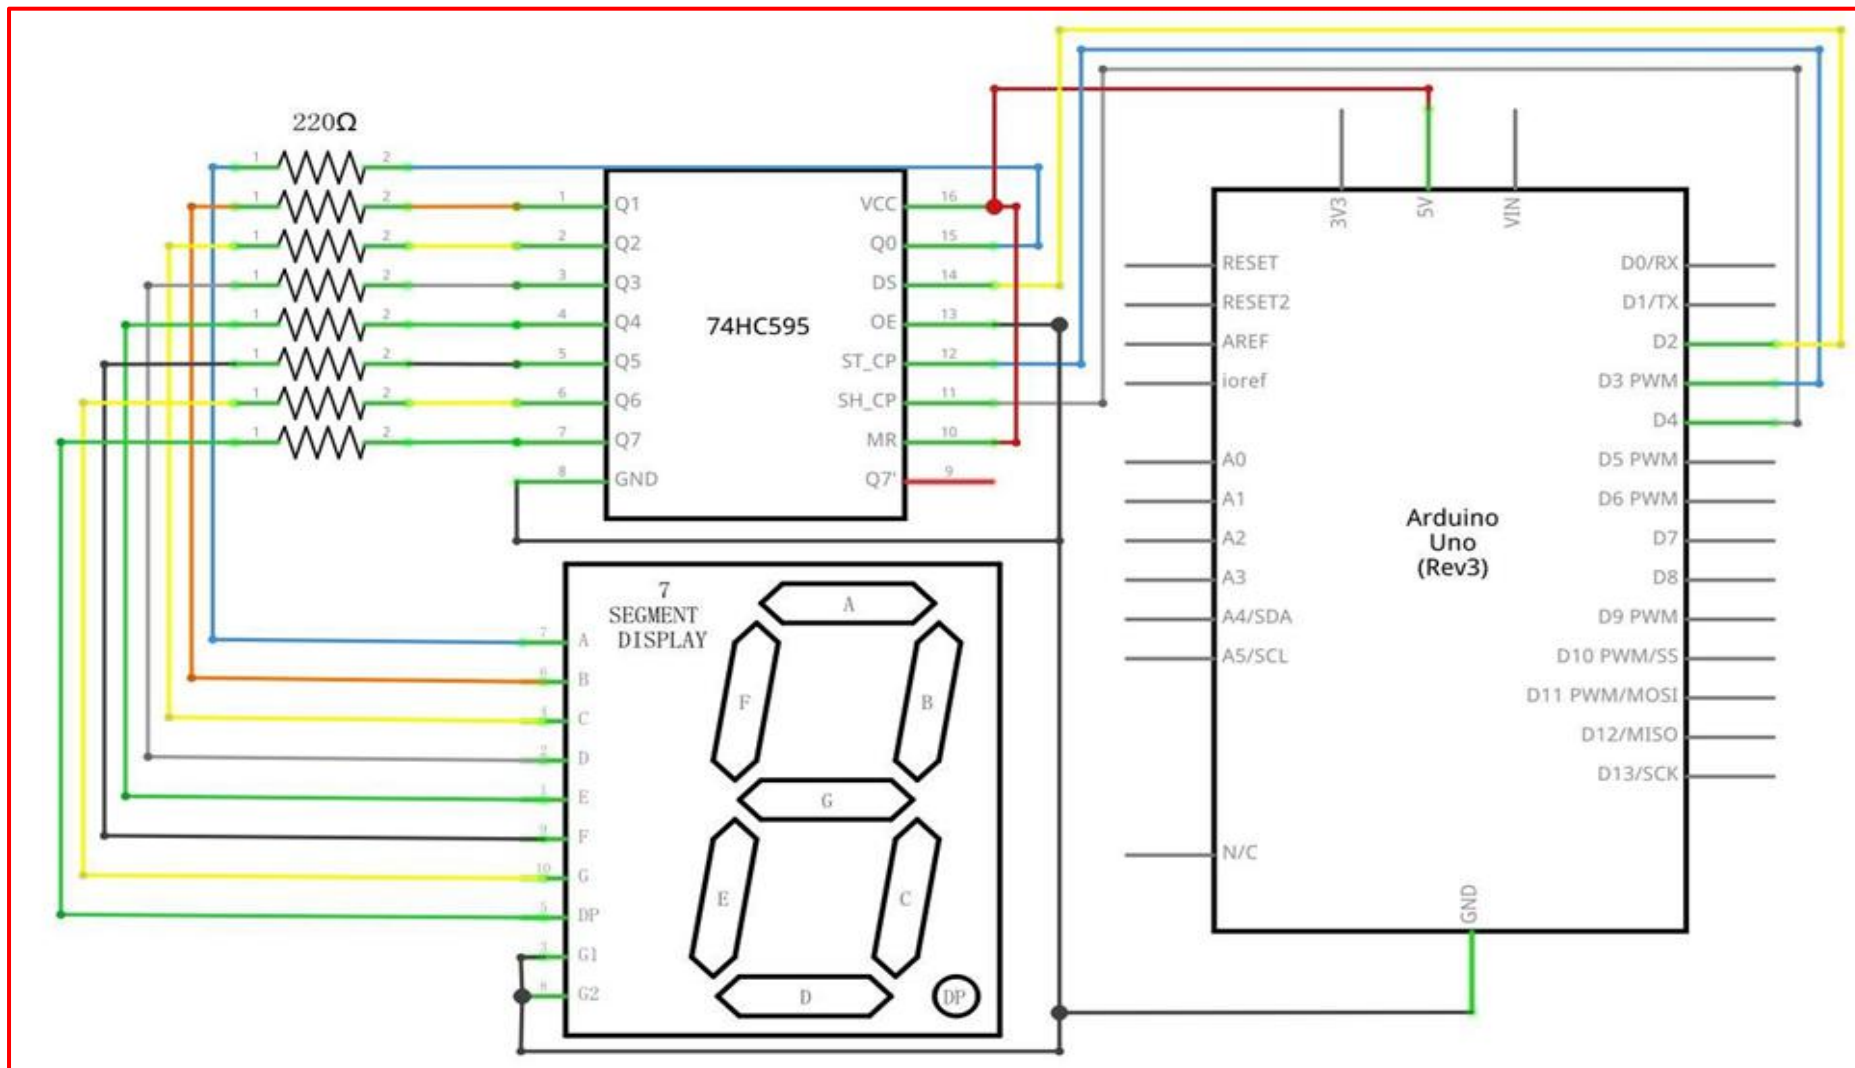 220Ω
1 2
1 2
1 2
1 2
1 2
1 2
1 2
1 2
1 Q1 VCC 16
2 Q2 Q0 15
3 Q3 DS 14
4 Q4 OE 13
5 Q5 ST_CP 12
6 Q6 SH_CP 11
7 Q7 MR 10
8 GND Q7' 9
74HC595
7
SEGMENT
DISPLAY
7 A
6 B
4 C
2 D
1 E
9 F
10 G
5 DP
3 G1
8 G2
A
F B
G
E C
D DP
3V3 5V VIN
RESET D0/RX
RESET2 D1/TX
AREF D2
ioref D3 PWM
D4
A0 D5 PWM
A1 D6 PWM
A2 D7
A3 D8
A4/SDA D9 PWM
A5/SCL D10 PWM/SS
D11 PWM/MOSI
D12/MISO
D13/SCK
N/C
GND
Arduino
Uno
(Rev3)